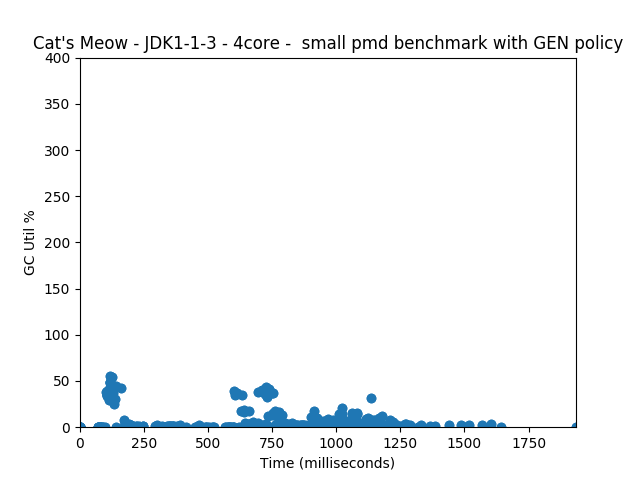 Cat's Meow - JDK1-1-3 - 4core -  small pmd benchmark with GEN policy
400
350
300
250
200
150
100
50
0
GC Util %
0 250 500 750 1000 1250 1500 1750
Time (milliseconds)